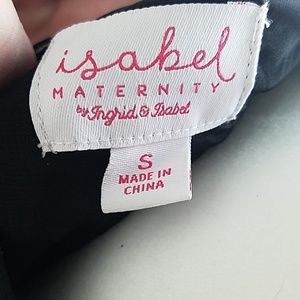 isabel
MATERNITY
by Ingrid & Isabel
S
MADE IN
CHINA